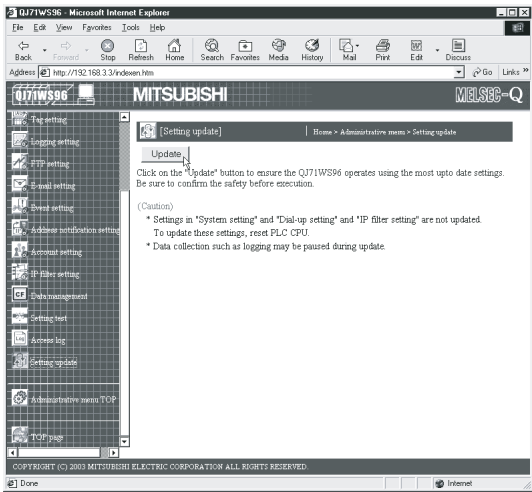 QJ71WS96 - Microsoft Internet Explorer
File Edit View Favorites Tools Help
Back Forward Stop Refresh Home Search Favorites Media History Mail Print Edit Discuss
Address http://192.168.3.3/indexen.htm Go Links »
QJ71WS96 MITSUBISHI MELSEC-Q
Tag setting
Logging setting
FTP setting
E-mail setting
Event setting
Address notification setting
Account setting
IP filter setting
CF Data management
Setting test
Access log
Setting update
Administrative menu TOP
TOP page
[Setting update] Home > Administrative menu > Setting update
Update
Click on the "Update" button to ensure the QJ71WS96 operates using the most upto date settings.
Be sure to confirm the safety before execution.
(Caution)
* Settings in "System setting" and "Dial-up setting" and "IP filter setting" are not updated.
To update these settings, reset PLC CPU.
* Data collection such as logging may be paused during update.
COPYRIGHT (C) 2003 MITSUBISHI ELECTRIC CORPORATION ALL RIGHTS RESERVED.
Done Internet